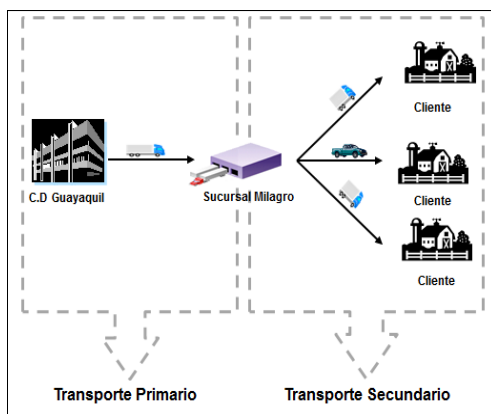 Cliente
C.D Guayaquil
Sucursal Milagro
Cliente
Cliente
Transporte Primario
Transporte Secundario